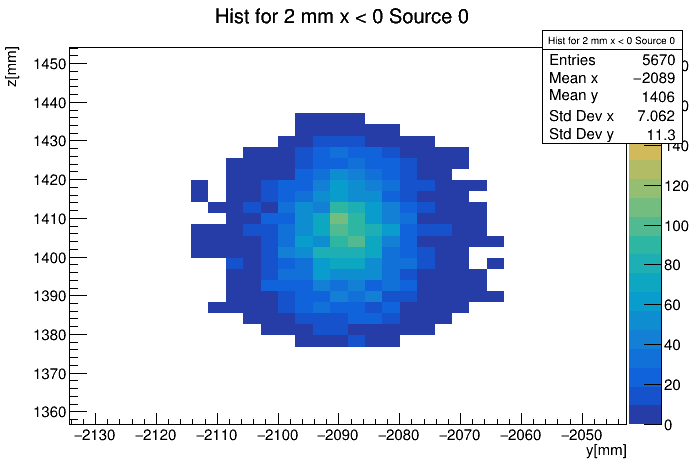 Hist for 2 mm x < 0 Source 0
z[mm]
Hist for 2 mm x < 0 Source 0
Entries 5670
Mean x −2089
Mean y 1406
Std Dev x 7.062
Std Dev y 11.3
1450
1440
1430
1420
1410
1400
1390
1380
1370
1360
140
120
100
80
60
40
20
0
−2130 −2120 −2110 −2100 −2090 −2080 −2070 −2060 −2050
y[mm]